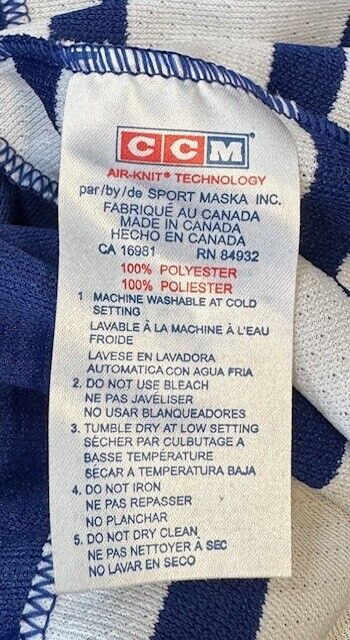 CCM®
AIR-KNIT® TECHNOLOGY
par/by/de SPORT MASKA INC.
FABRIQUÉ AU CANADA
MADE IN CANADA
HECHO EN CANADA
CA 16981 RN 84932
100% POLYESTER
100% POLIESTER
1 MACHINE WASHABLE AT COLD
SETTING
LAVABLE À LA MACHINE À L'EAU
FROIDE
LAVESE EN LAVADORA
AUTOMATICA CON AGUA FRIA
2. DO NOT USE BLEACH
NE PAS JAVÉLISER
NO USAR BLANQUEADORES
3. TUMBLE DRY AT LOW SETTING
SÉCHER PAR CULBUTAGE A
BASSE TEMPÉRATURE
SECAR A TEMPERATURA BAJA
4. DO NOT IRON
NE PAS REPASSER
NO PLANCHAR
5. DO NOT DRY CLEAN
NE PAS NETTOYER À SEC
NO LAVAR EN SECO